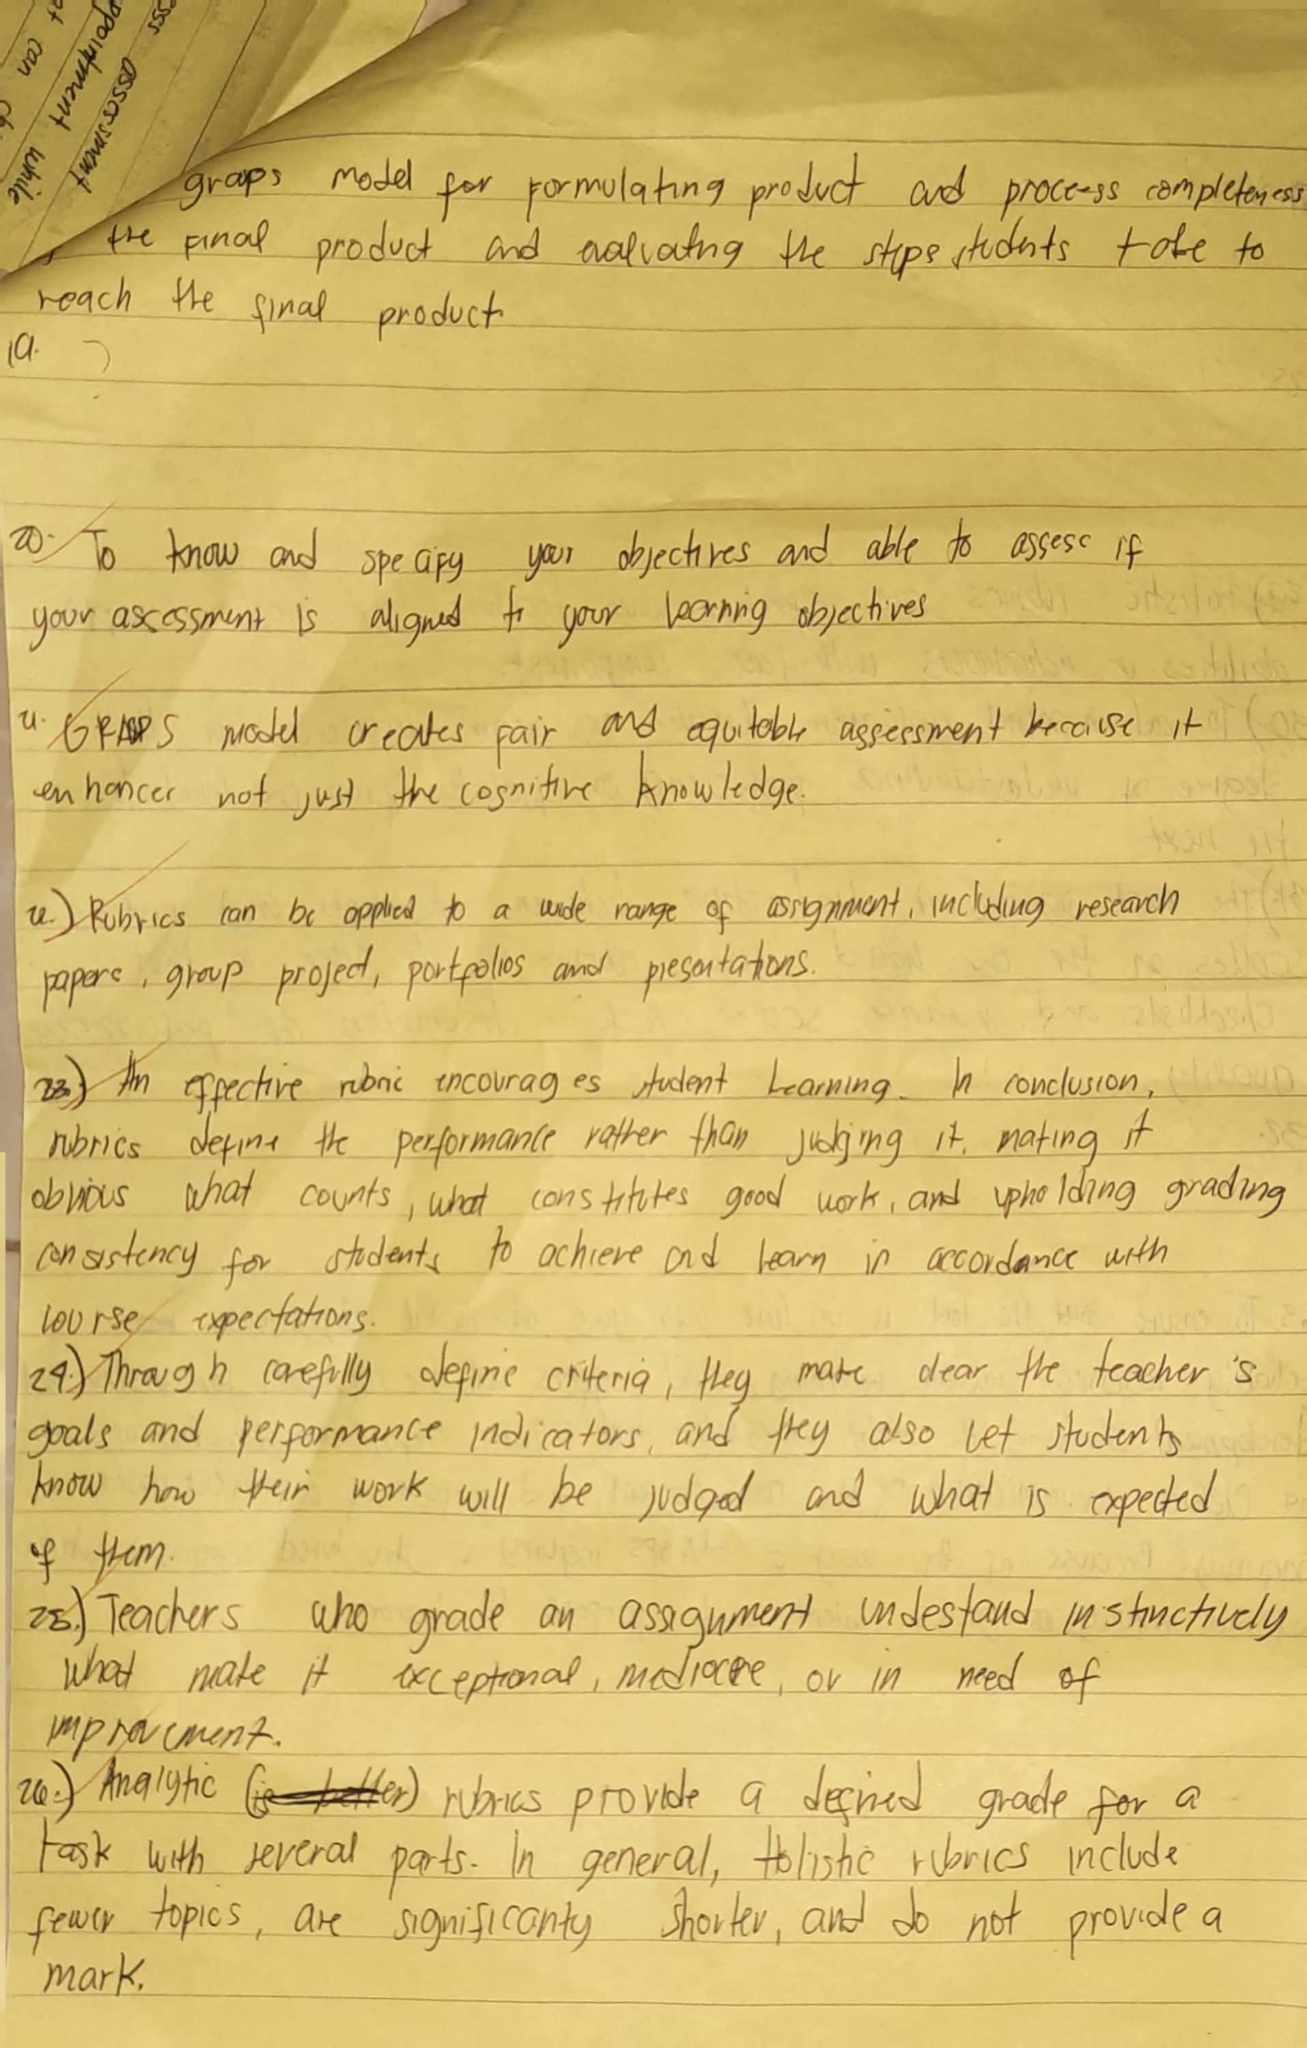 can
appointment while
assessment
graps model for formulating product and process completeness
the final product and evaluating the steps students take to
reach the final product
19. )
20. To know and specify your objectives and able to assess if
your assessment is aligned to your learning objectives
21. GRASPS model creates fair and equitable assessment because it
enhances not just the cognitive knowledge.
22.) Rubrics can be applied to a wide range of assignment, including research
papers, group project, portfolios and presentations.
23.) An effective rubric encourages student Learning. In conclusion,
rubrics define the performance rather than judging it, making it
obvious what counts, what constitutes good work, and upholding grading
consistency for students to achieve and learn in accordance with
course expectations.
24.) Through carefully define criteria, they make clear the teacher's
goals and performance indicators, and they also let students
know how their work will be judged and what is expected
of them.
25.) Teachers who grade an assignment undestand instinctively
what make it exceptional, mediocre, or in need of
improvement.
26.) Analytic (is better) rubrics provide a defined grade for a
task with several parts. In general, Holistic rubrics include
fewer topics, are significanty shorter, and do not provide a
mark.